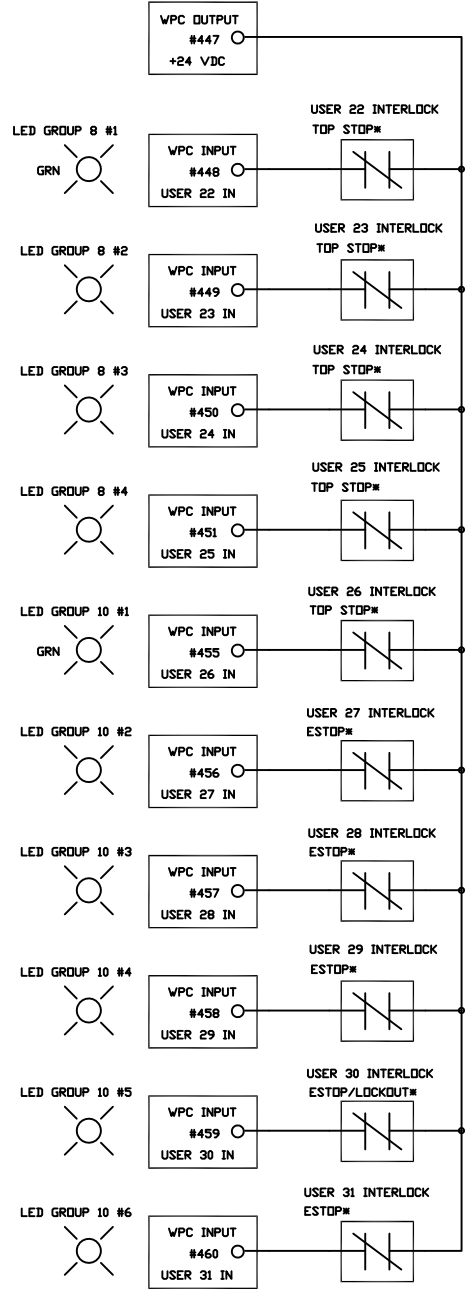 WPC OUTPUT
#447
+24 VDC
LED GROUP 8 #1
GRN
WPC INPUT
#448
USER 22 IN
USER 22 INTERLOCK
TOP STOP*
LED GROUP 8 #2
WPC INPUT
#449
USER 23 IN
USER 23 INTERLOCK
TOP STOP*
LED GROUP 8 #3
WPC INPUT
#450
USER 24 IN
USER 24 INTERLOCK
TOP STOP*
LED GROUP 8 #4
WPC INPUT
#451
USER 25 IN
USER 25 INTERLOCK
TOP STOP*
LED GROUP 10 #1
GRN
WPC INPUT
#455
USER 26 IN
USER 26 INTERLOCK
TOP STOP*
LED GROUP 10 #2
WPC INPUT
#456
USER 27 IN
USER 27 INTERLOCK
ESTOP*
LED GROUP 10 #3
WPC INPUT
#457
USER 28 IN
USER 28 INTERLOCK
ESTOP*
LED GROUP 10 #4
WPC INPUT
#458
USER 29 IN
USER 29 INTERLOCK
ESTOP*
LED GROUP 10 #5
WPC INPUT
#459
USER 30 IN
USER 30 INTERLOCK
ESTOP/LOCKOUT*
LED GROUP 10 #6
WPC INPUT
#460
USER 31 IN
USER 31 INTERLOCK
ESTOP*